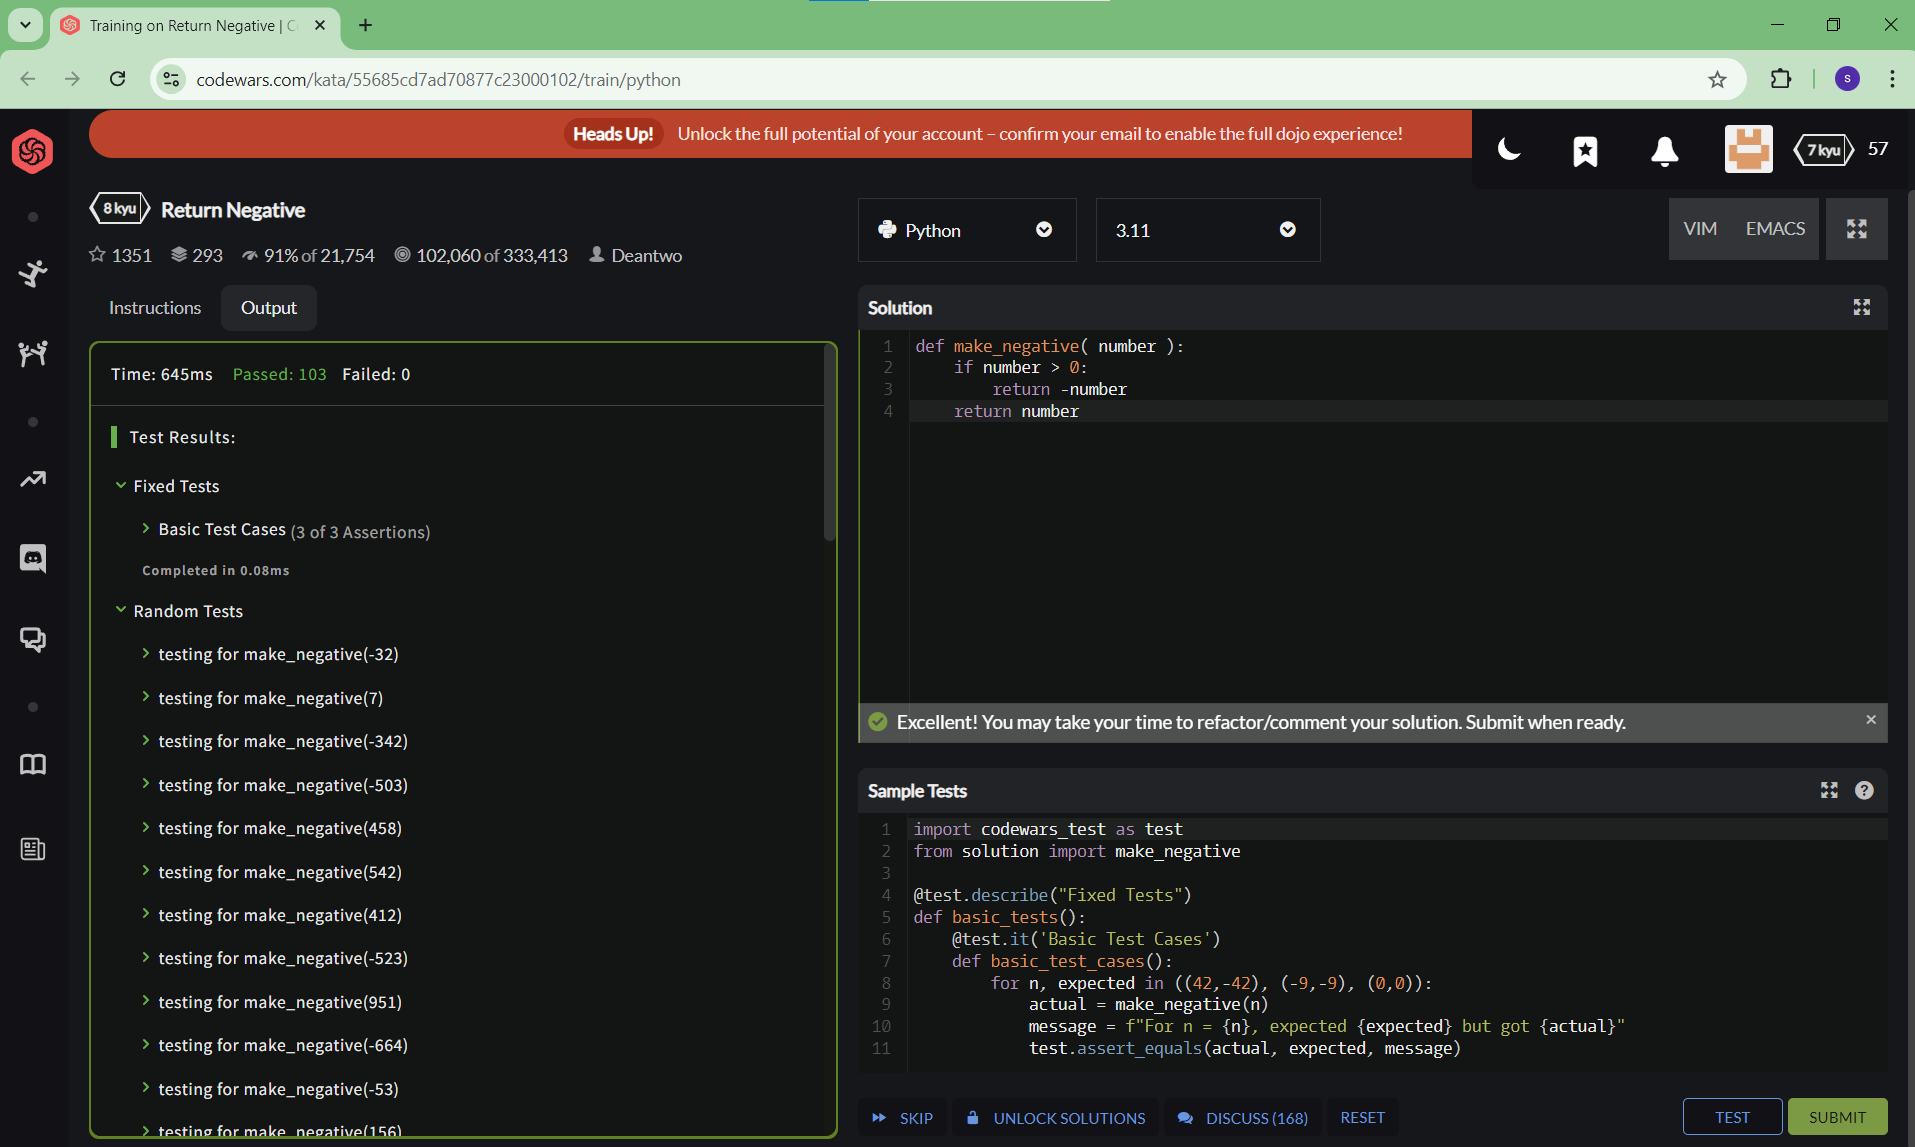 Training on Return Negative | C
codewars.com/kata/55685cd7ad70877c23000102/train/python
S
Heads Up! Unlock the full potential of your account – confirm your email to enable the full dojo experience!
7 kyu 57
8 kyu Return Negative
1351 293 91% of 21,754 102,060 of 333,413 Deantwo
Instructions Output
Time: 645ms Passed: 103 Failed: 0
Test Results:
Fixed Tests
Basic Test Cases (3 of 3 Assertions)
Completed in 0.08ms
Random Tests
testing for make_negative(-32)
testing for make_negative(7)
testing for make_negative(-342)
testing for make_negative(-503)
testing for make_negative(458)
testing for make_negative(542)
testing for make_negative(412)
testing for make_negative(-523)
testing for make_negative(951)
testing for make_negative(-664)
testing for make_negative(-53)
testing for make_negative(156)
Python 3.11 VIM EMACS
Solution
1 def make_negative( number ):
2     if number > 0:
3         return -number
4     return number
Excellent! You may take your time to refactor/comment your solution. Submit when ready.
Sample Tests
1 import codewars_test as test
2 from solution import make_negative
3
4 @test.describe("Fixed Tests")
5 def basic_tests():
6     @test.it('Basic Test Cases')
7     def basic_test_cases():
8         for n, expected in ((42,-42), (-9,-9), (0,0)):
9             actual = make_negative(n)
10             message = f"For n = {n}, expected {expected} but got {actual}"
11             test.assert_equals(actual, expected, message)
SKIP UNLOCK SOLUTIONS DISCUSS (168) RESET TEST SUBMIT